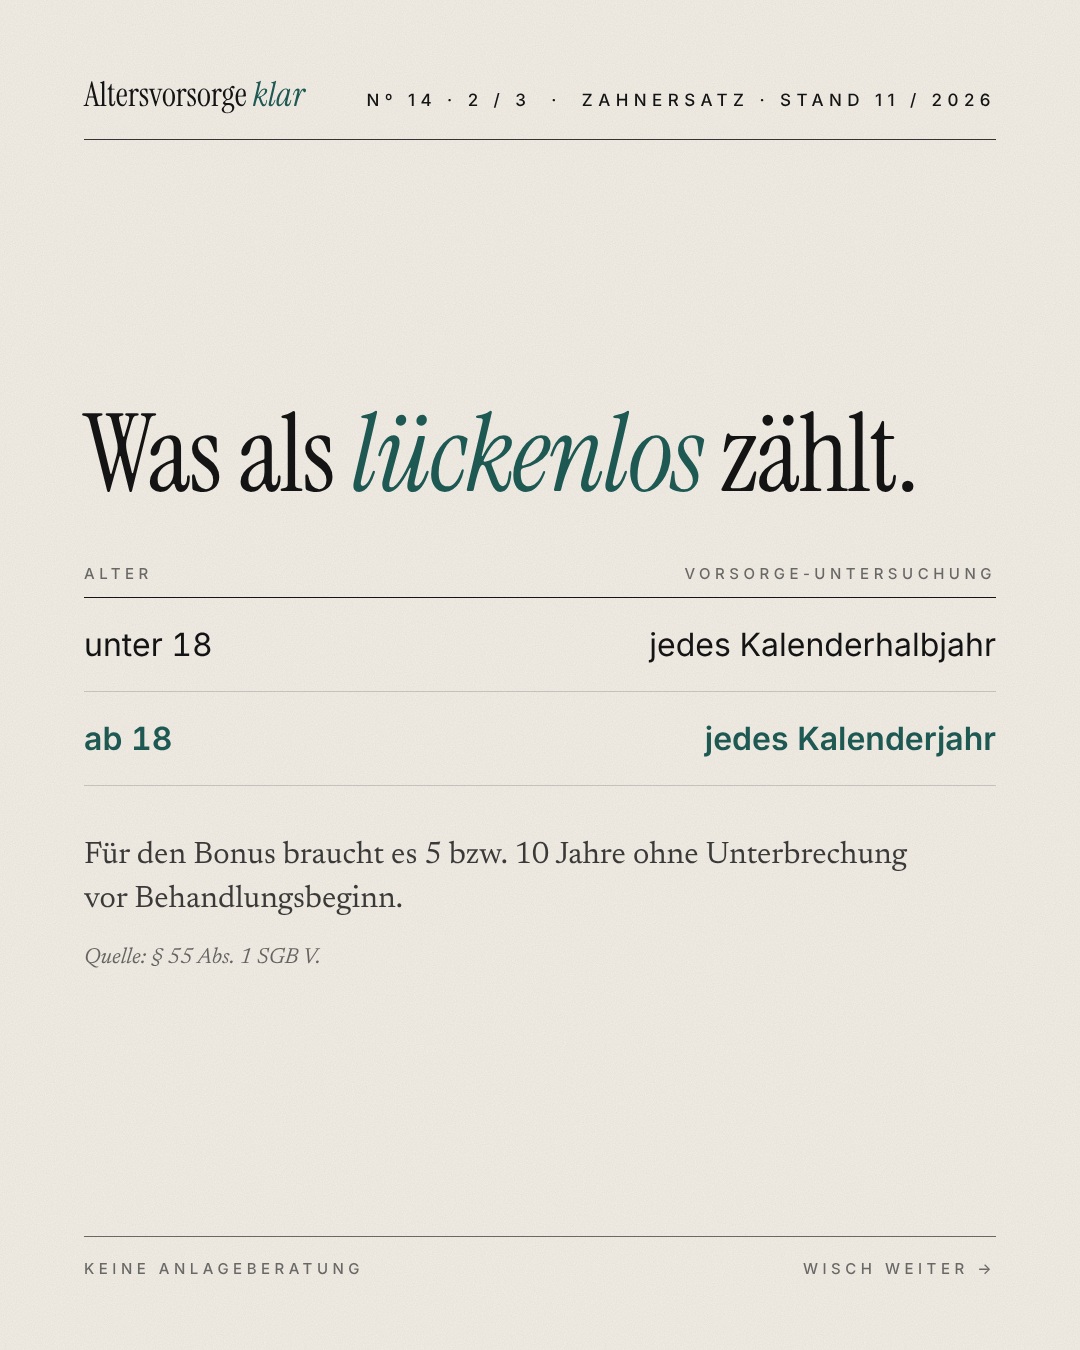 Altersvorsorge klar
Nº 14 · 2 / 3 · ZAHNERSATZ · STAND 11 / 2026
Was als lückenlos zählt.
ALTER VORSORGE-UNTERSUCHUNG
unter 18 jedes Kalenderhalbjahr
ab 18 jedes Kalenderjahr
Für den Bonus braucht es 5 bzw. 10 Jahre ohne Unterbrechung
vor Behandlungsbeginn.
Quelle: § 55 Abs. 1 SGB V.
KEINE ANLAGEBERATUNG WISCH WEITER →